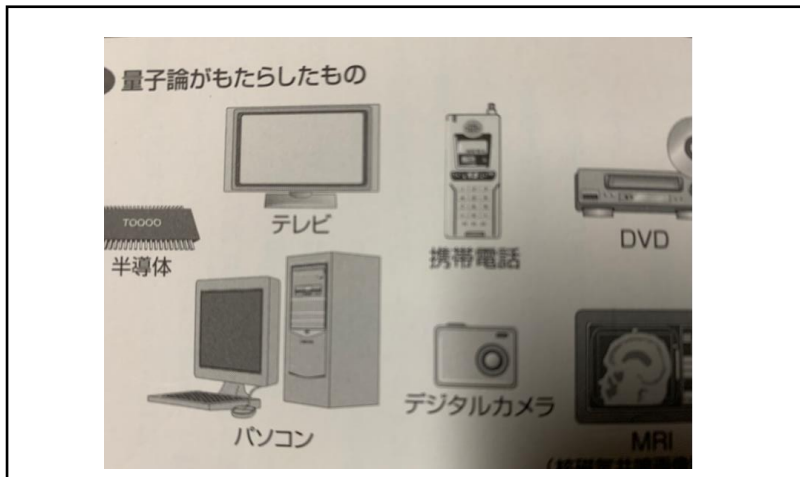 量子論がもたらしたもの
テレビ
携帯電話
DVD
TOQOO
半導体
パソコン
デジタルカメラ
MRI